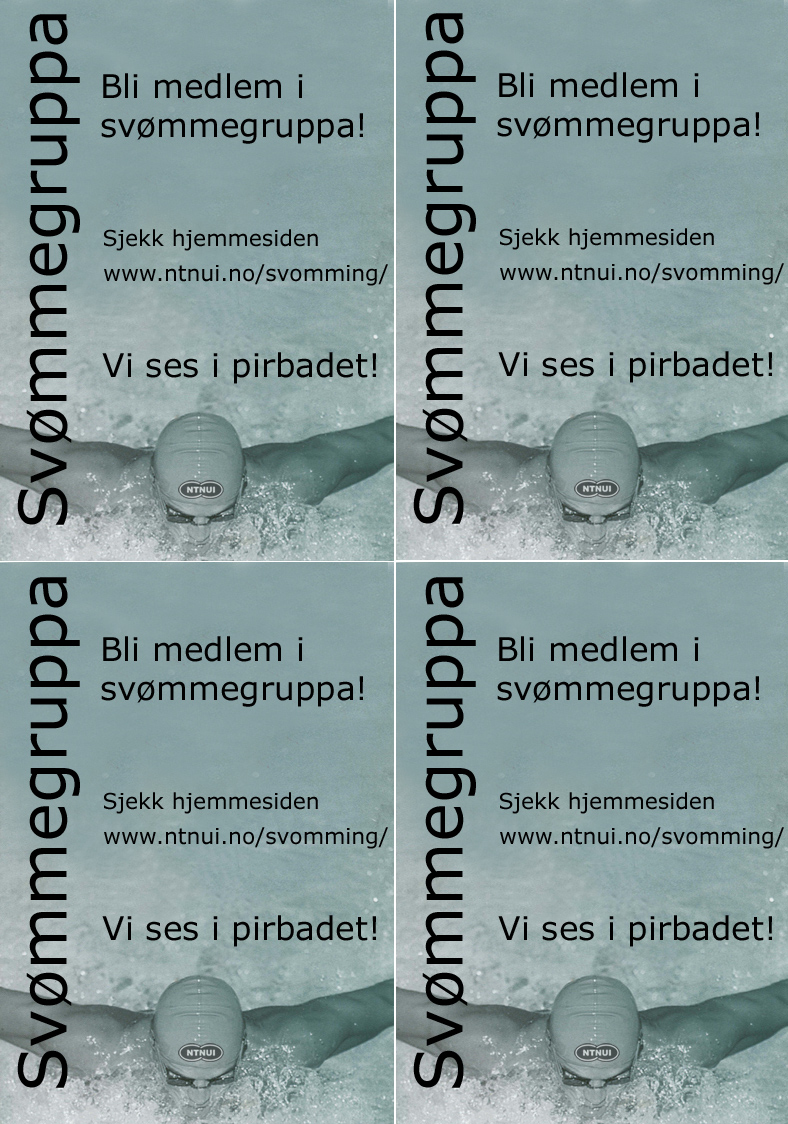 Svømmegruppa
Bli medlem i
svømmegruppa!
Sjekk hjemmesiden
www.ntnui.no/svomming/
Vi ses i pirbadet!
NTNUI
Svømmegruppa
Bli medlem i
svømmegruppa!
Sjekk hjemmesiden
www.ntnui.no/svomming/
Vi ses i pirbadet!
NTNUI
Svømmegruppa
Bli medlem i
svømmegruppa!
Sjekk hjemmesiden
www.ntnui.no/svomming/
Vi ses i pirbadet!
NTNUI
Svømmegruppa
Bli medlem i
svømmegruppa!
Sjekk hjemmesiden
www.ntnui.no/svomming/
Vi ses i pirbadet!
NTNUI